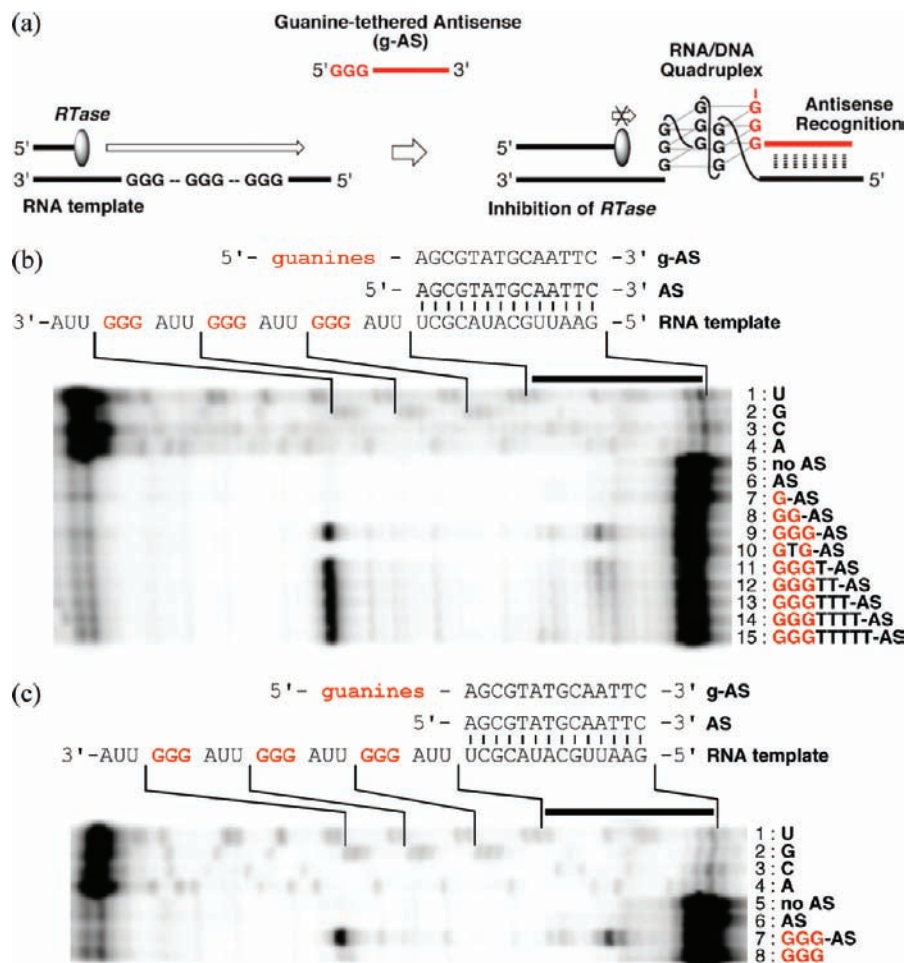 (a)
Guanine-tethered Antisense
(g-AS)
5' GGG 3'
RNA/DNA
Quadruplex
RTase
G
G G G
G G G G
G G G G
Antisense
Recognition
5'
3' GGG -- GGG -- GGG 5'
RNA template
5'
3' 5'
Inhibition of RTase
(b)
5'- guanines -AGCGTATGCAATTC -3' g-AS
5'- AGCGTATGCAATTC -3' AS
3'-AUU GGG AUU GGG AUU GGG AUU UCGCAUACGUUAAG -5' RNA template
1 : U
2 : G
3 : C
4 : A
5 : no AS
6 : AS
7 : G-AS
8 : GG-AS
9 : GGG-AS
10 : GTG-AS
11 : GGGT-AS
12 : GGGTT-AS
13 : GGGTTT-AS
14 : GGGTTTT-AS
15 : GGGTTTTT-AS
(c)
5'- guanines - AGCGTATGCAATTC -3' g-AS
5'- AGCGTATGCAATTC -3' AS
3'-AUU GGG AUU GGG AUU GGG AUU UCGCAUACGUUAAG -5' RNA template
1 : U
2 : G
3 : C
4 : A
5 : no AS
6 : AS
7 : GGG-AS
8 : GGG